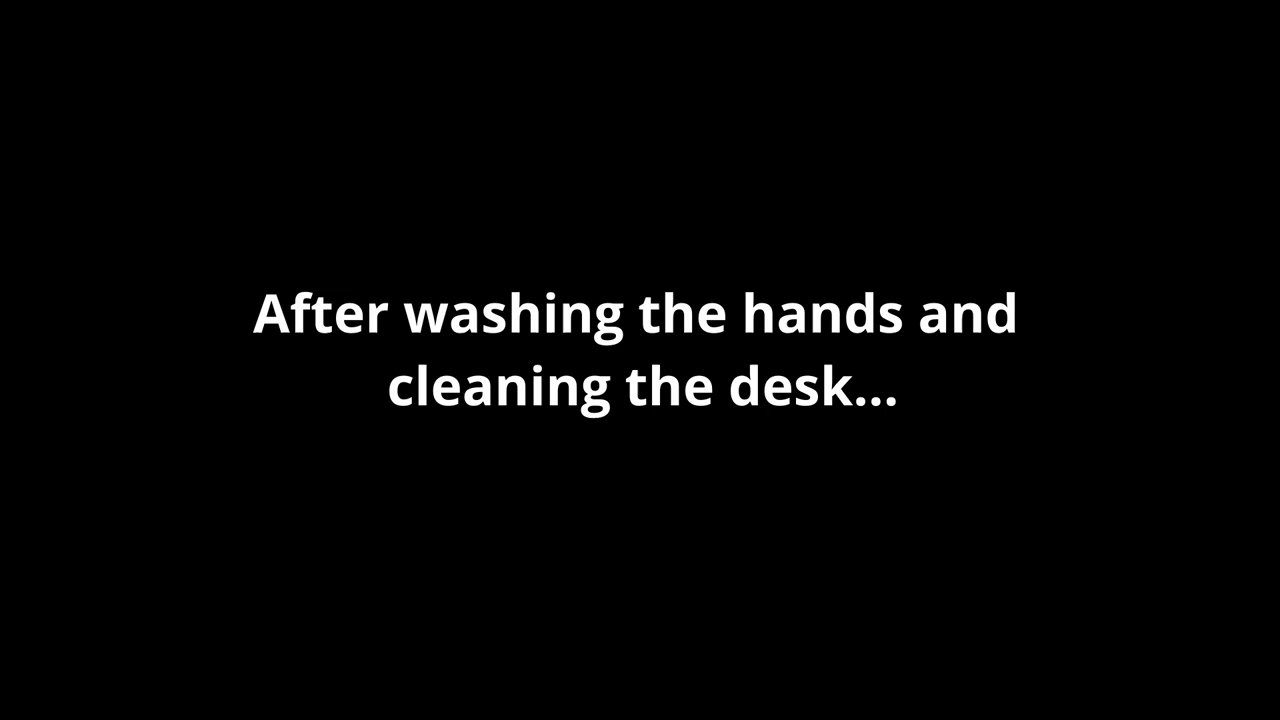 After washing the hands and
cleaning the desk...